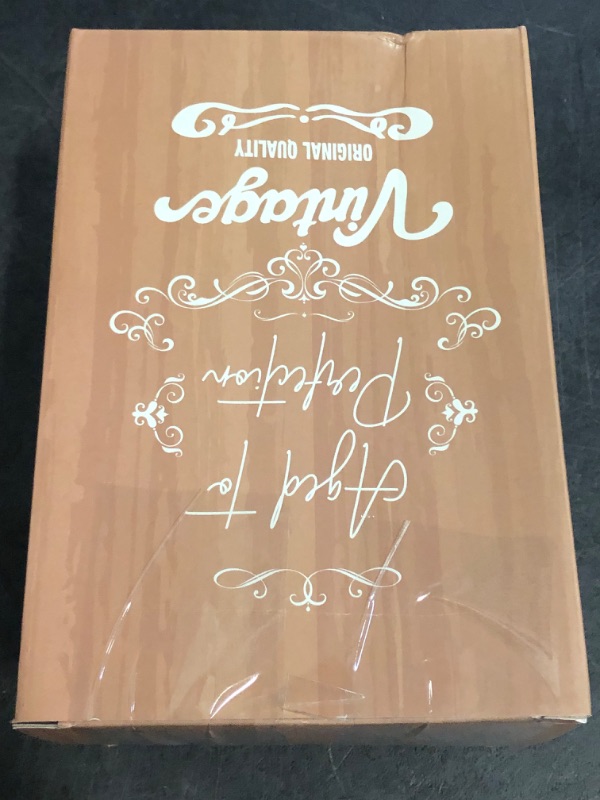 Aged to
Perfection
Vintage
ORIGINAL QUALITY